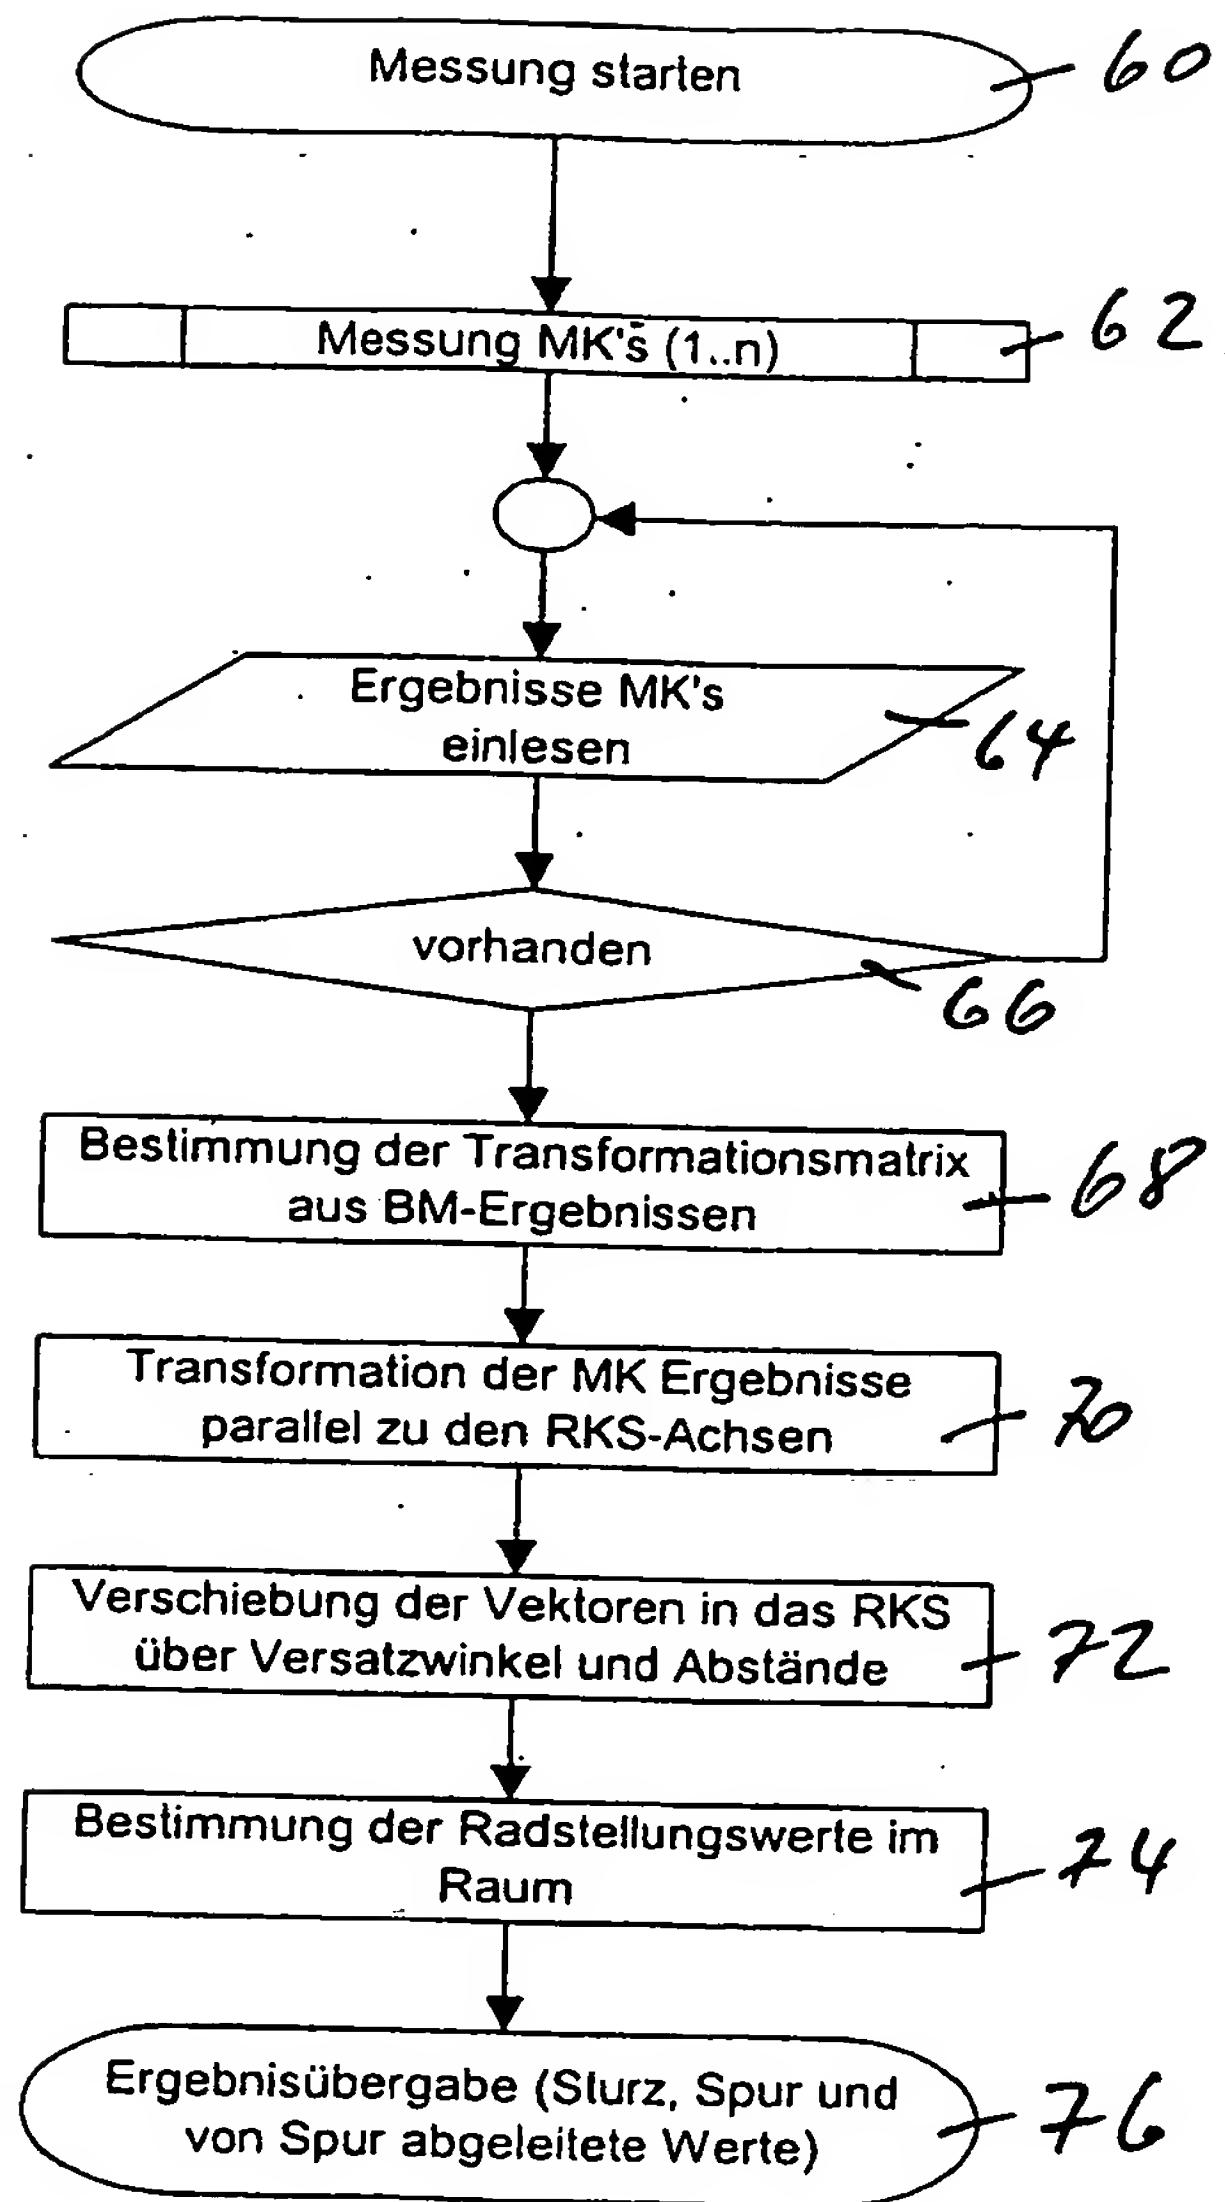 Messung starten
60
Messung MK's (1..n)
62
Ergebnisse MK's
einlesen
64
vorhanden
66
Bestimmung der Transformationsmatrix
aus BM-Ergebnissen
68
Transformation der MK Ergebnisse
parallel zu den RKS-Achsen
70
Verschiebung der Vektoren in das RKS
über Versatzwinkel und Abstände
72
Bestimmung der Radstellungswerte im
Raum
74
Ergebnisübergabe (Sturz, Spur und
von Spur abgeleitete Werte)
76